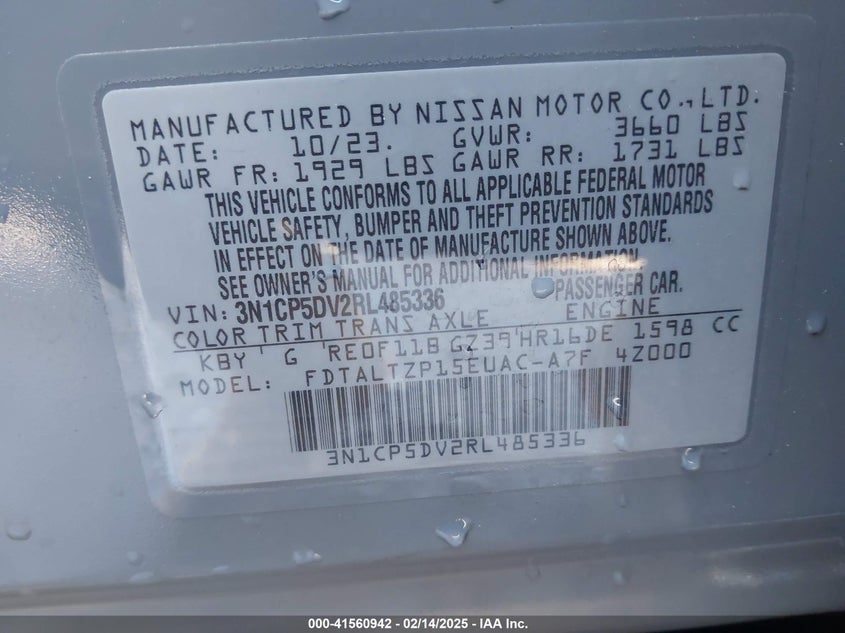 MANUFACTURED BY NISSAN MOTOR CO.,LTD.
DATE: 10/23. GVWR: 3660 LBS
GAWR FR: 1929 LBS GAWR RR: 1731 LBS
THIS VEHICLE CONFORMS TO ALL APPLICABLE FEDERAL MOTOR
VEHICLE SAFETY, BUMPER AND THEFT PREVENTION STANDARDS
IN EFFECT ON THE DATE OF MANUFACTURE SHOWN ABOVE.
SEE OWNER'S MANUAL FOR ADDITIONAL INFORMATION.
VIN: 3N1CP5DV2RL485336 PASSENGER CAR.
COLOR TRIM TRANS AXLE ENGINE
KBY G RE0F11B GZ39 HR16DE 1598 CC
MODEL: FDTALTZP15EUAC-A7F 4Z000
3N1CP5DV2RL485336
000-41560942 - 02/14/2025 - IAA Inc.